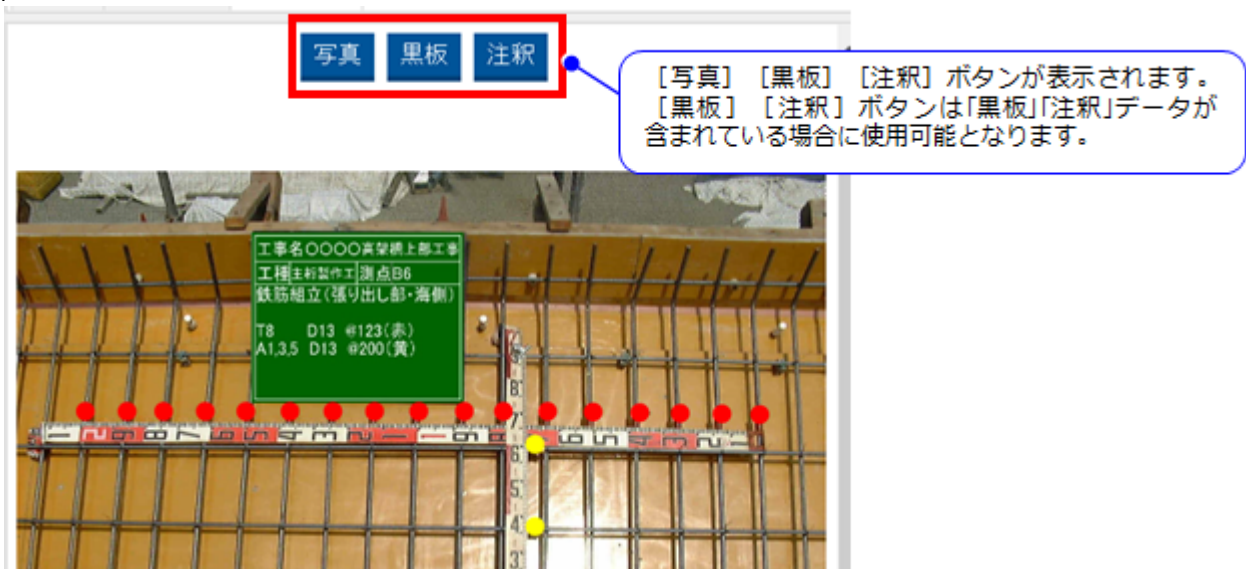 写真 黒板 注釈
［写真］［黒板］［注釈］ボタンが表示されます。
［黒板］［注釈］ボタンは「黒板」「注釈」データが
含まれている場合に使用可能となります。
工事名〇〇〇〇高架橋上部工事
工種 主桁製作工 測点B6
鉄筋組立(張り出し部・海側)
T8 D13 @123(赤)
A1,3,5 D13 @200(黄)